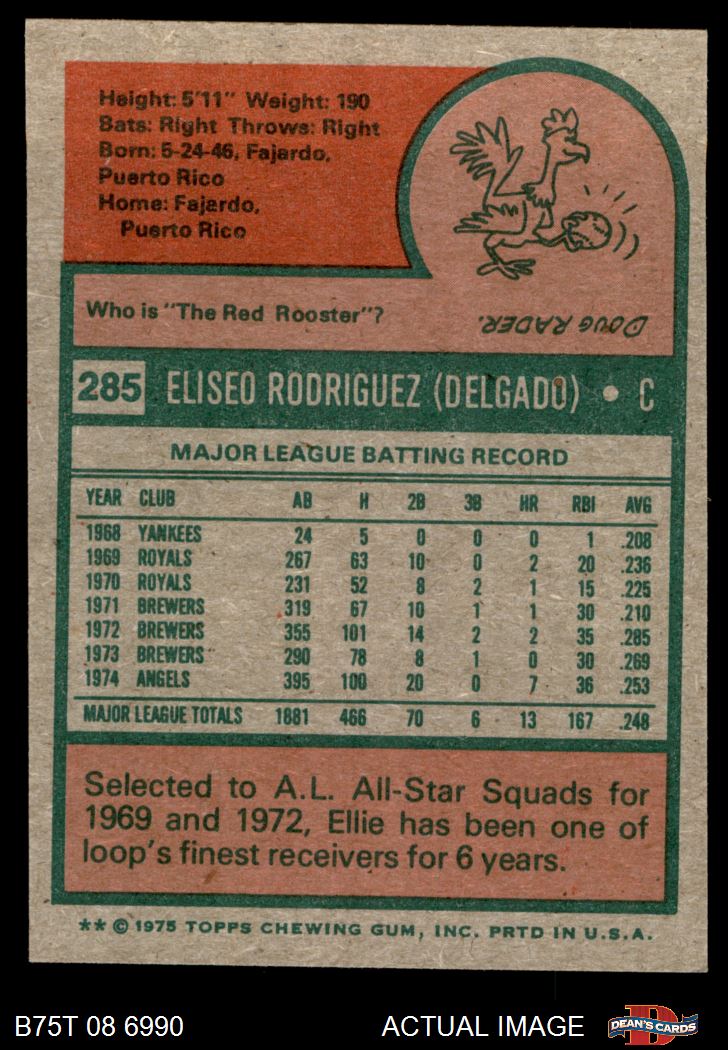 Height: 5'11" Weight: 190
Bats: Right Throws: Right
Born: 5-24-46, Fajardo,
Puerto Rico
Home: Fajardo,
Puerto Rico
Who is "The Red Rooster"?
DOUG RADER.
285 ELISEO RODRIGUEZ (DELGADO) • C
MAJOR LEAGUE BATTING RECORD
YEAR CLUB AB H 2B 3B HR RBI AVG
1968 YANKEES 24 5 0 0 0 1 .208
1969 ROYALS 267 63 10 0 2 20 .236
1970 ROYALS 231 52 8 2 1 15 .225
1971 BREWERS 319 67 10 1 1 30 .210
1972 BREWERS 355 101 14 2 2 35 .285
1973 BREWERS 290 78 8 1 0 30 .269
1974 ANGELS 395 100 20 0 7 36 .253
MAJOR LEAGUE TOTALS 1881 466 70 6 13 167 .248
Selected to A.L. All-Star Squads for
1969 and 1972, Ellie has been one of
loop's finest receivers for 6 years.
** © 1975 TOPPS CHEWING GUM, INC. PRTD IN U.S.A.
B75T 08 6990 ACTUAL IMAGE
D
DEAN'S CARDS